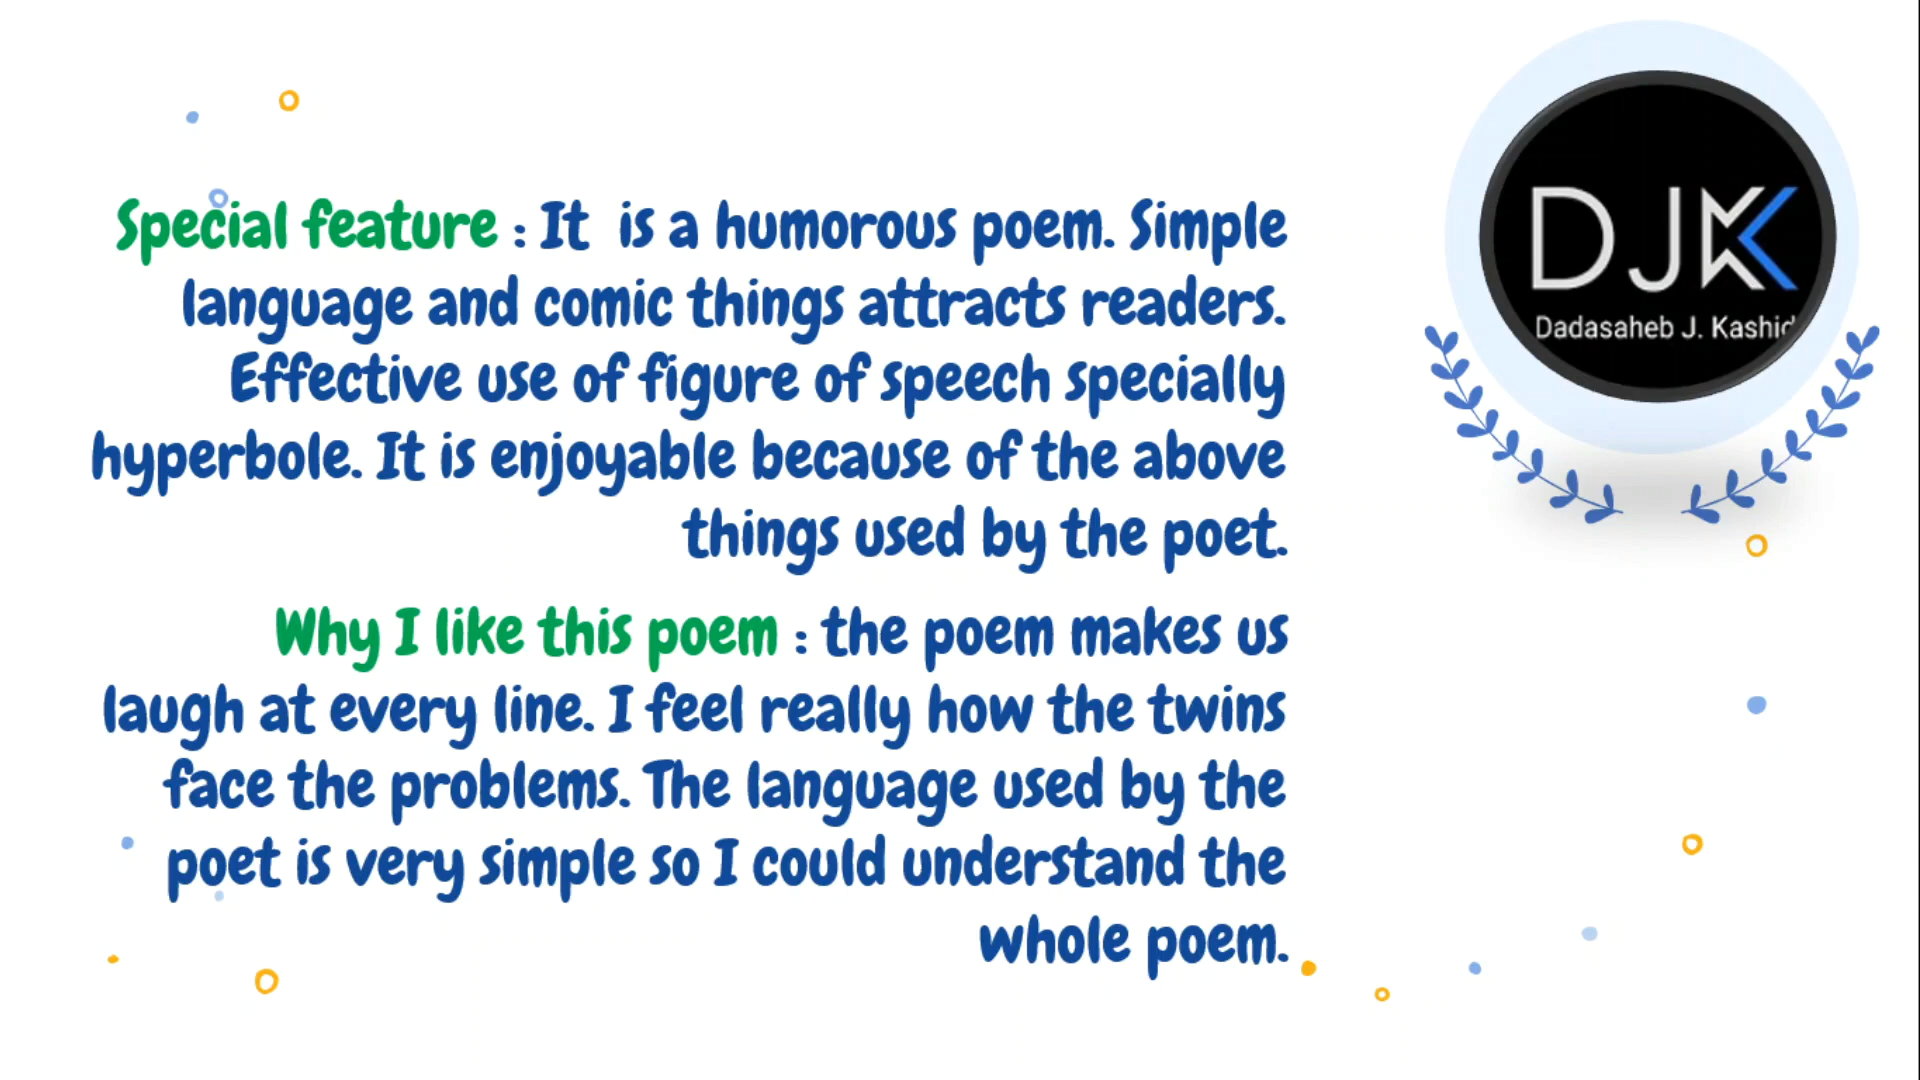 Special feature : It is a humorous poem. Simple
language and comic things attracts readers.
Effective use of figure of speech specially
hyperbole. It is enjoyable because of the above
things used by the poet.
Why I like this poem : the poem makes us
laugh at every line. I feel really how the twins
face the problems. The language used by the
poet is very simple so I could understand the
whole poem.
DJK
Dadasaheb J. Kashid